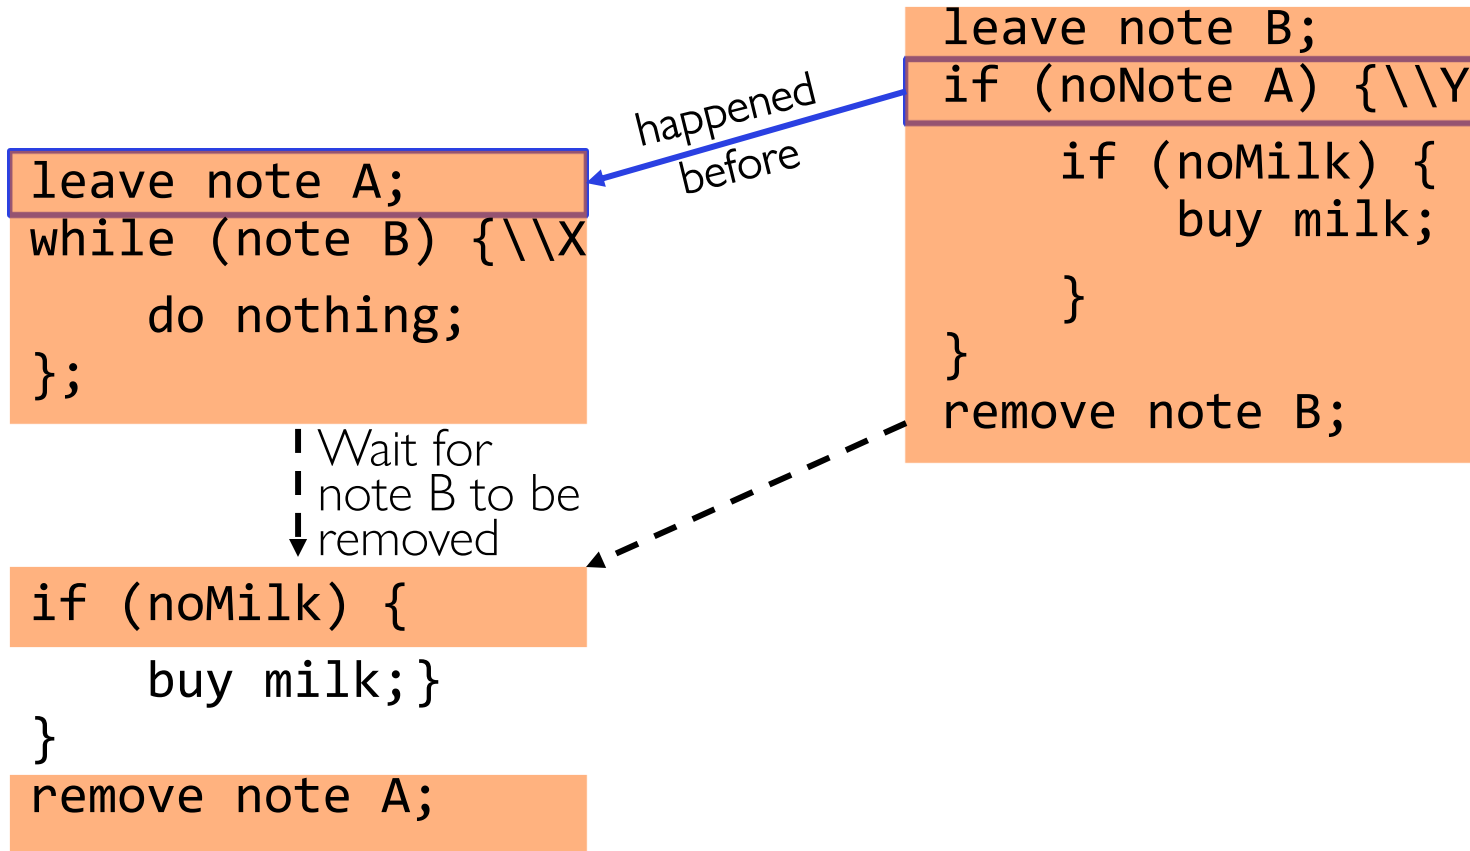 leave note A;
while (note B) {\\X
    do nothing;
};
Wait for
note B to be
removed
if (noMilk) {
    buy milk;}
}
remove note A;
happened
before
leave note B;
if (noNote A) {\\Y
    if (noMilk) {
        buy milk;
    }
}
remove note B;